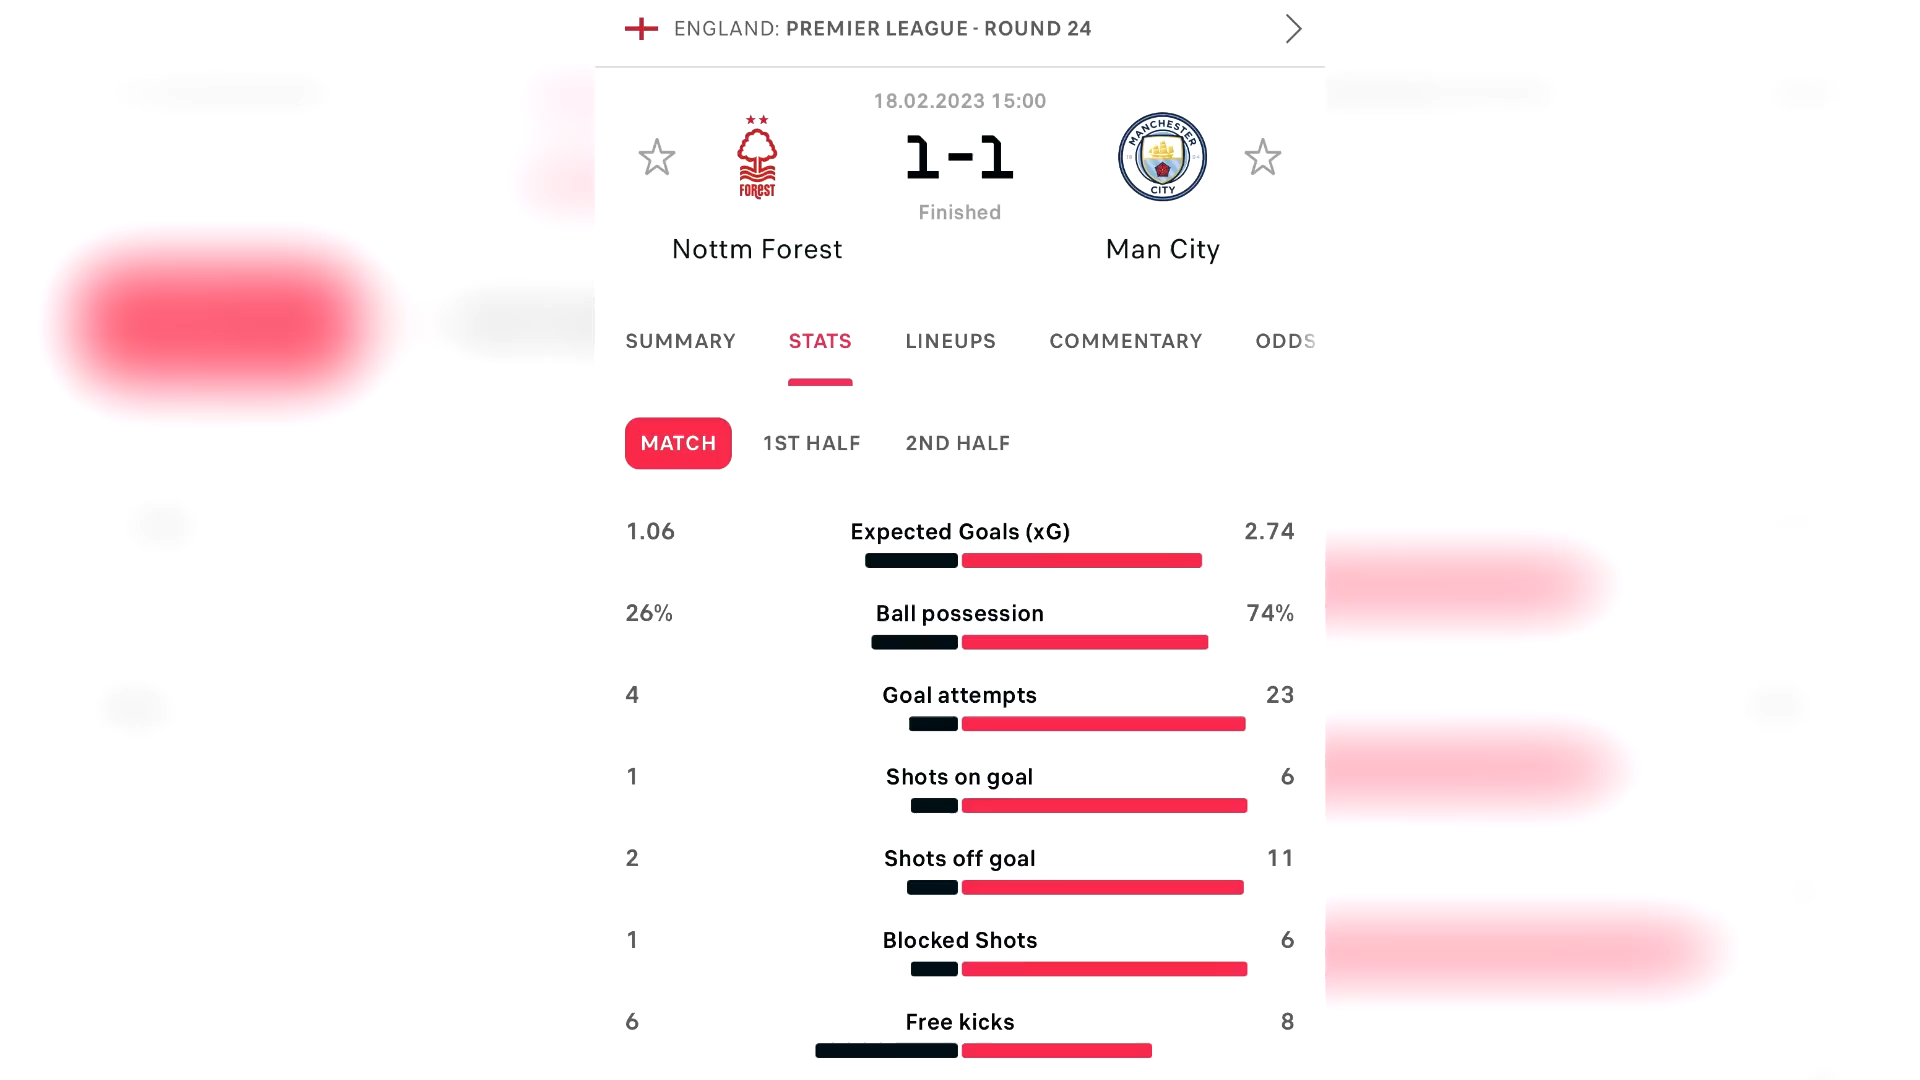 ENGLAND: PREMIER LEAGUE - ROUND 24
18.02.2023 15:00
FOREST
1-1
MANCHESTER
18 24
CITY
Finished
Nottm Forest Man City
SUMMARY STATS LINEUPS COMMENTARY ODDS
MATCH 1ST HALF 2ND HALF
1.06 Expected Goals (xG) 2.74
26% Ball possession 74%
4 Goal attempts 23
1 Shots on goal 6
2 Shots off goal 11
1 Blocked Shots 6
6 Free kicks 8